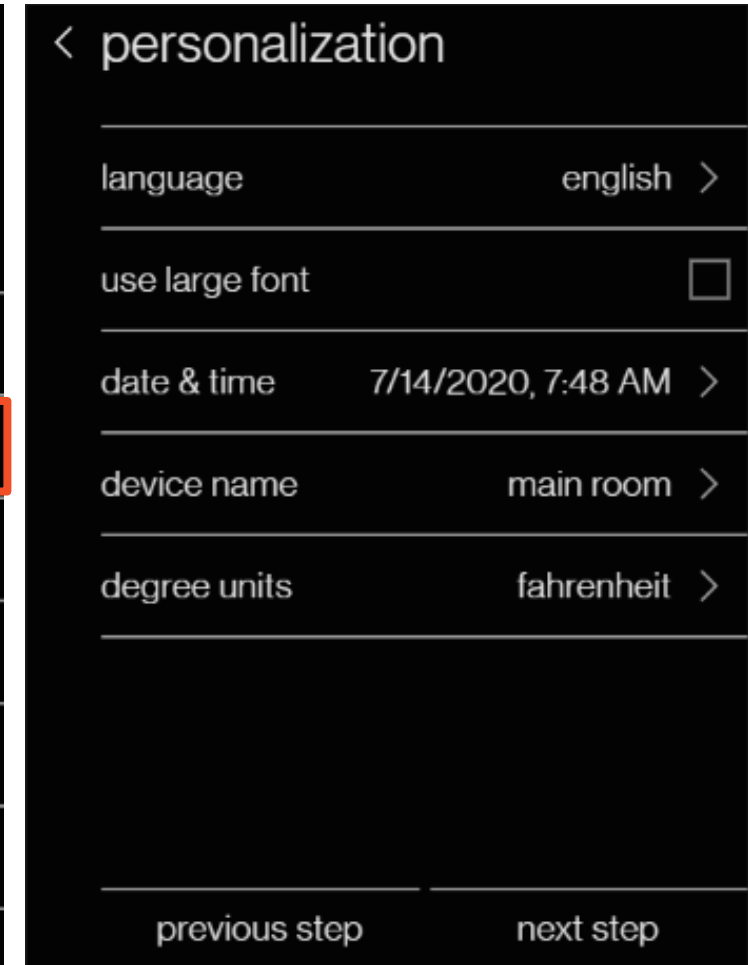 < personalization
language english >
use large font
date & time 7/14/2020, 7:48 AM >
device name main room >
degree units fahrenheit >
previous step next step